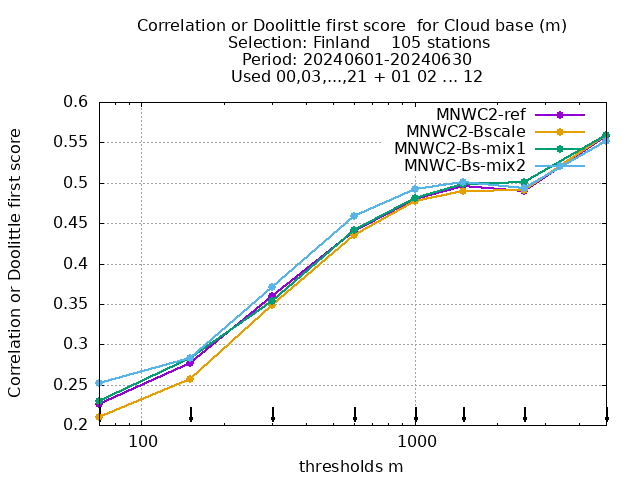 Correlation or Doolittle first score  for Cloud base (m)
Selection: Finland    105 stations
Period: 20240601-20240630
Used 00,03,...,21 + 01 02 ... 12
Correlation or Doolittle first score
0.6
0.55
0.5
0.45
0.4
0.35
0.3
0.25
0.2
MNWC2-ref
MNWC2-Bscale
MNWC2-Bs-mix1
MNWC-Bs-mix2
100
1000
thresholds m